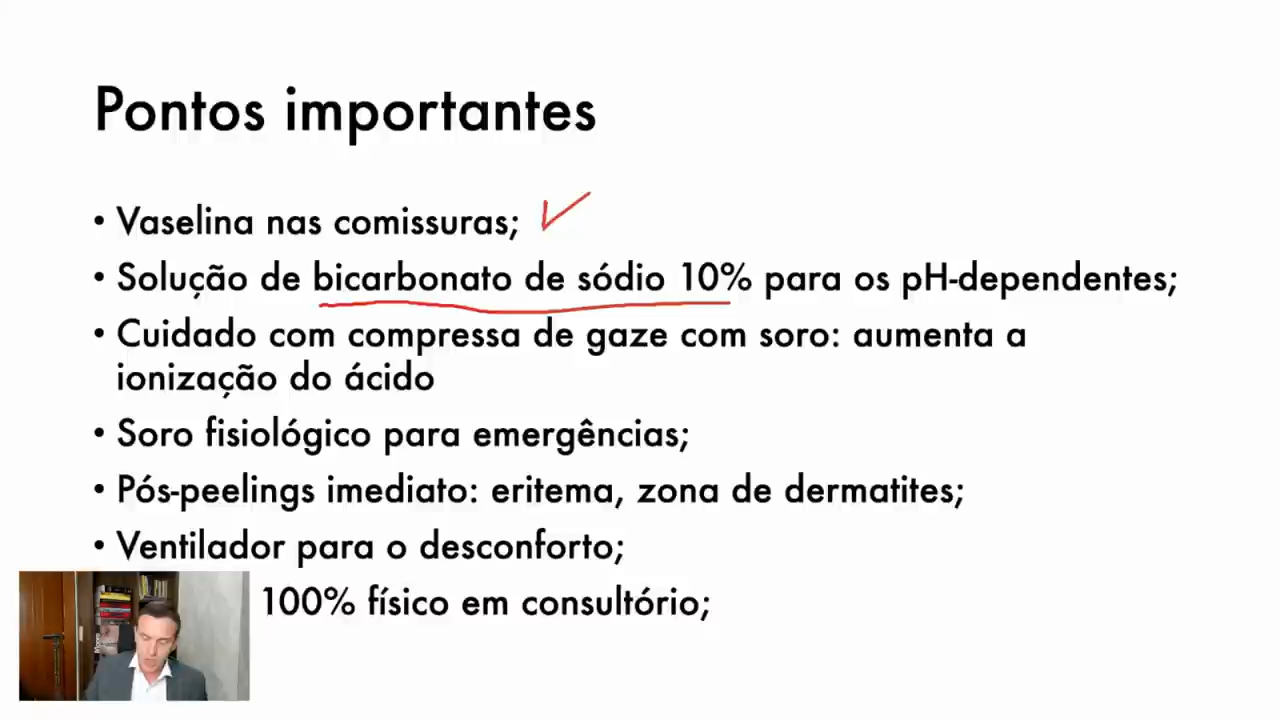 Pontos importantes
• Vaselina nas comissuras;
• Solução de bicarbonato de sódio 10% para os pH-dependentes;
• Cuidado com compressa de gaze com soro: aumenta a
ionização do ácido
• Soro fisiológico para emergências;
• Pós-peelings imediato: eritema, zona de dermatites;
• Ventilador para o desconforto;
100% físico em consultório;